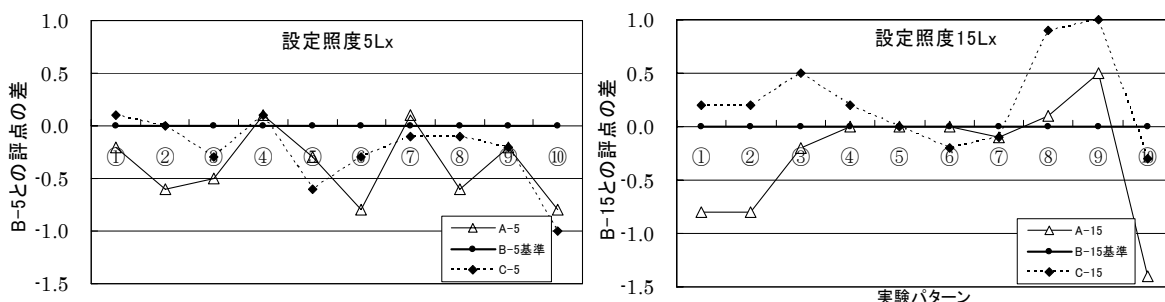 設定照度5Lx
B-5との評点の差
1.0
0.5
0.0
-0.5
-1.0
-1.5
① ② ③ ④ ⑤ ⑥ ⑦ ⑧ ⑨ ⑩
A-5
B-5基準
C-5
設定照度15Lx
B-15との評点の差
1.0
0.5
0.0
-0.5
-1.0
-1.5
① ② ③ ④ ⑤ ⑥ ⑦ ⑧ ⑨ ⑩
A-15
B-15基準
C-15
実験パターン